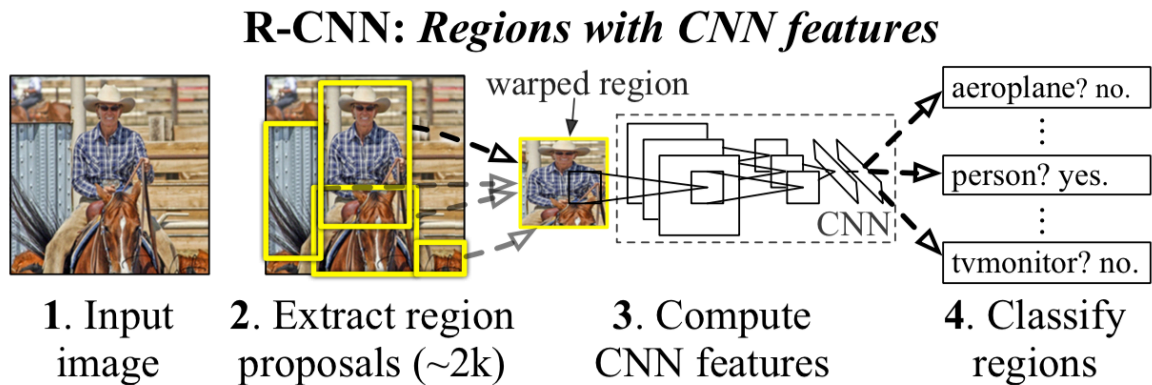 R-CNN: Regions with CNN features
warped region
aeroplane? no.
person? yes.
tvmonitor? no.
CNN
1. Input
image
2. Extract region
proposals (~2k)
3. Compute
CNN features
4. Classify
regions